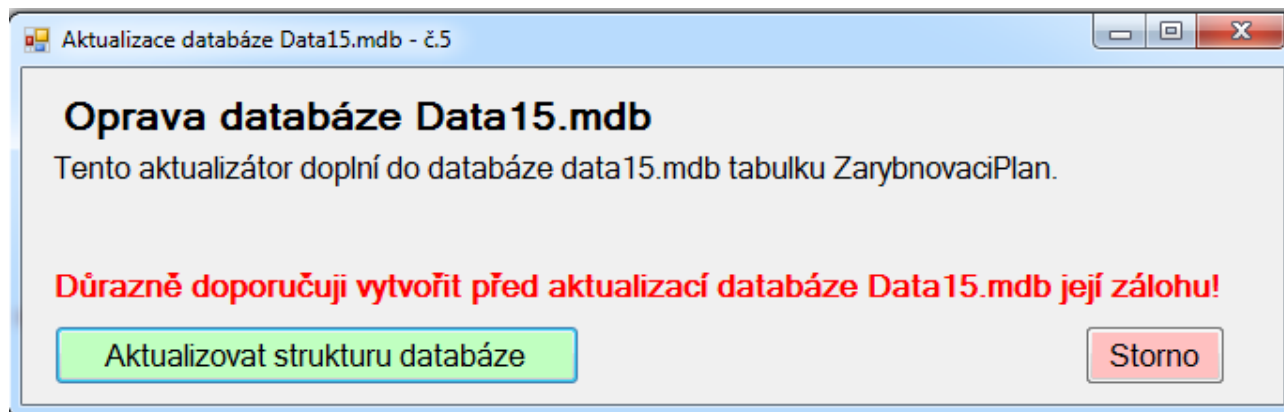 Aktualizace databáze Data15.mdb - č.5
Oprava databáze Data15.mdb
Tento aktualizátor doplní do databáze data15.mdb tabulku ZarybnovaciPlan.
Důrazně doporučuji vytvořit před aktualizací databáze Data15.mdb její zálohu!
Aktualizovat strukturu databáze Storno